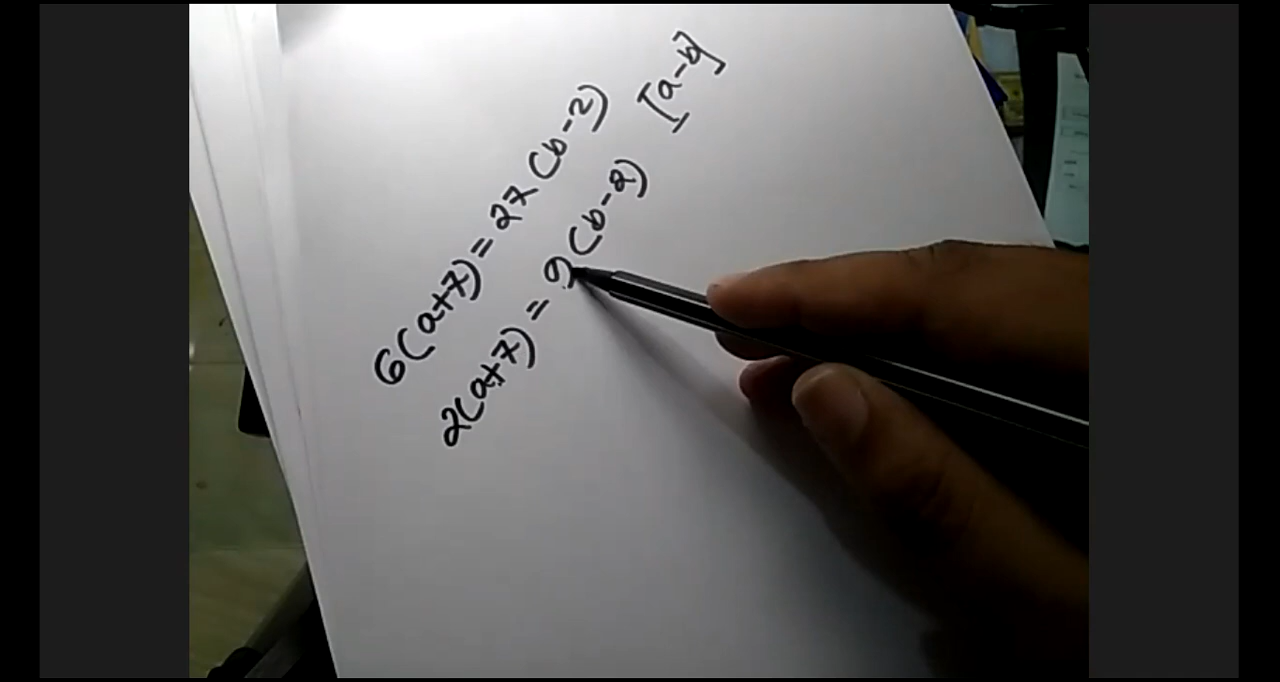 6(a+7) = 27(b-2) [a-b]
2(a+7) = 9(b-2)